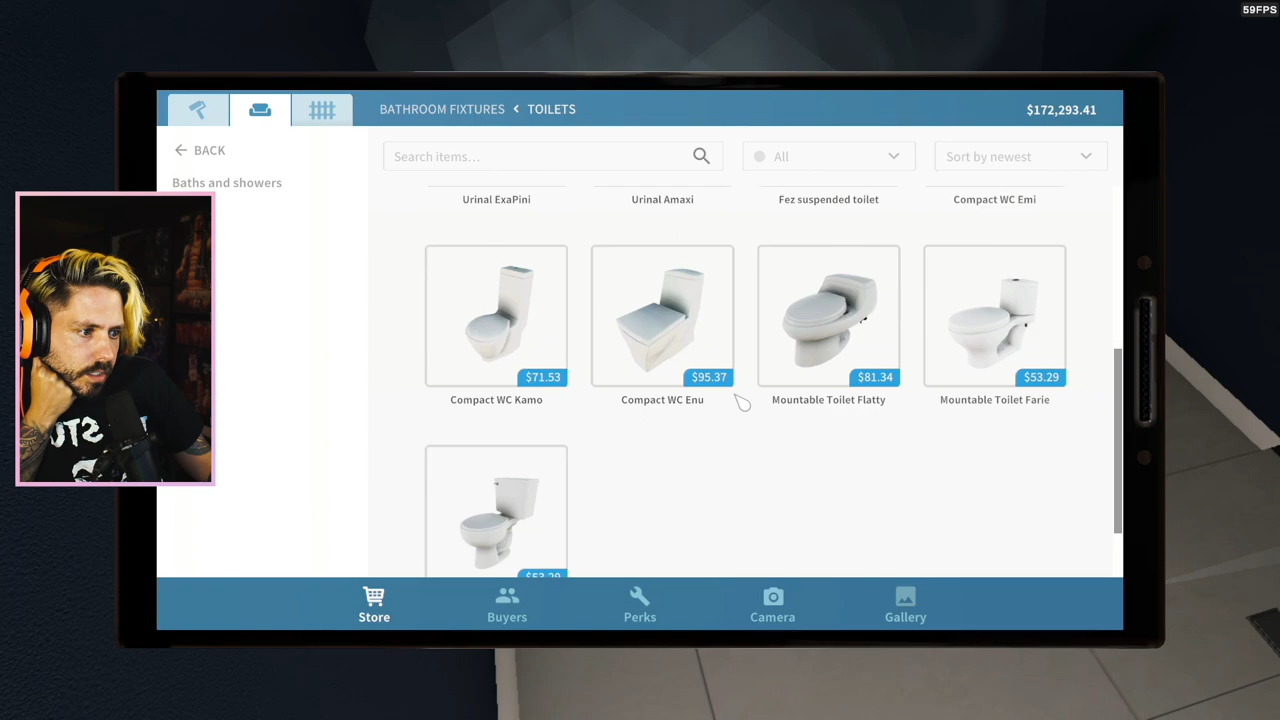 59FPS
BATHROOM FIXTURES < TOILETS
$172,293.41
BACK
Search items...
All
Sort by newest
Baths and showers
Urinal ExaPini
Urinal Amaxi
Fez suspended toilet
Compact WC Emi
$71.53
$95.37
$81.34
$53.29
Compact WC Kamo
Compact WC Enu
Mountable Toilet Flatty
Mountable Toilet Farie
$53.29
Store
Buyers
Perks
Camera
Gallery